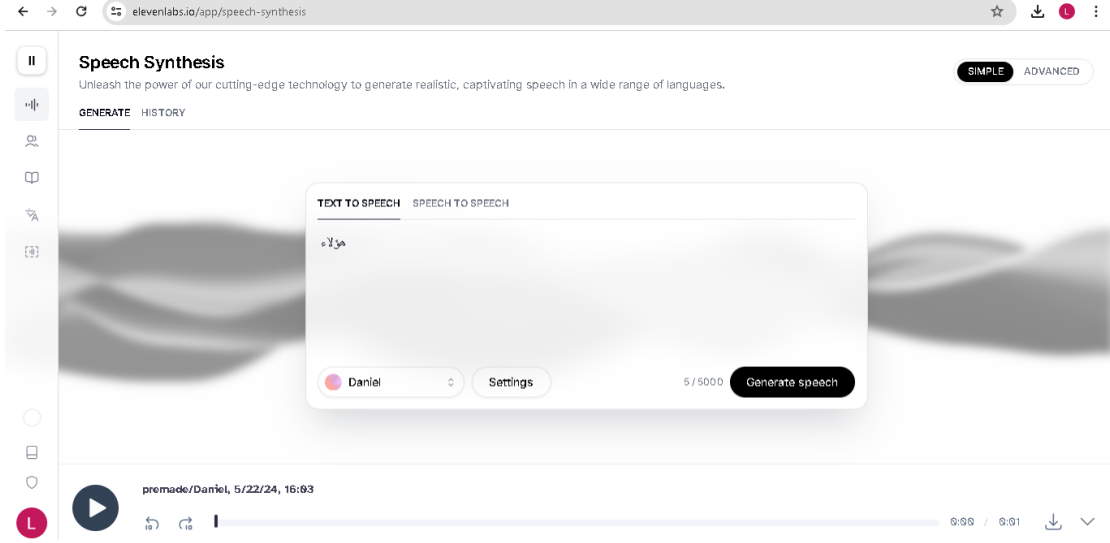 elevenlabs.io/app/speech-synthesis
L
Speech Synthesis
Unleash the power of our cutting-edge technology to generate realistic, captivating speech in a wide range of languages.
SIMPLE ADVANCED
GENERATE HISTORY
TEXT TO SPEECH SPEECH TO SPEECH
هؤلاء
Daniel Settings 5 / 5000 Generate speech
premade/Daniel, 5/22/24, 16:03
L 10 10 0:00 / 0:01